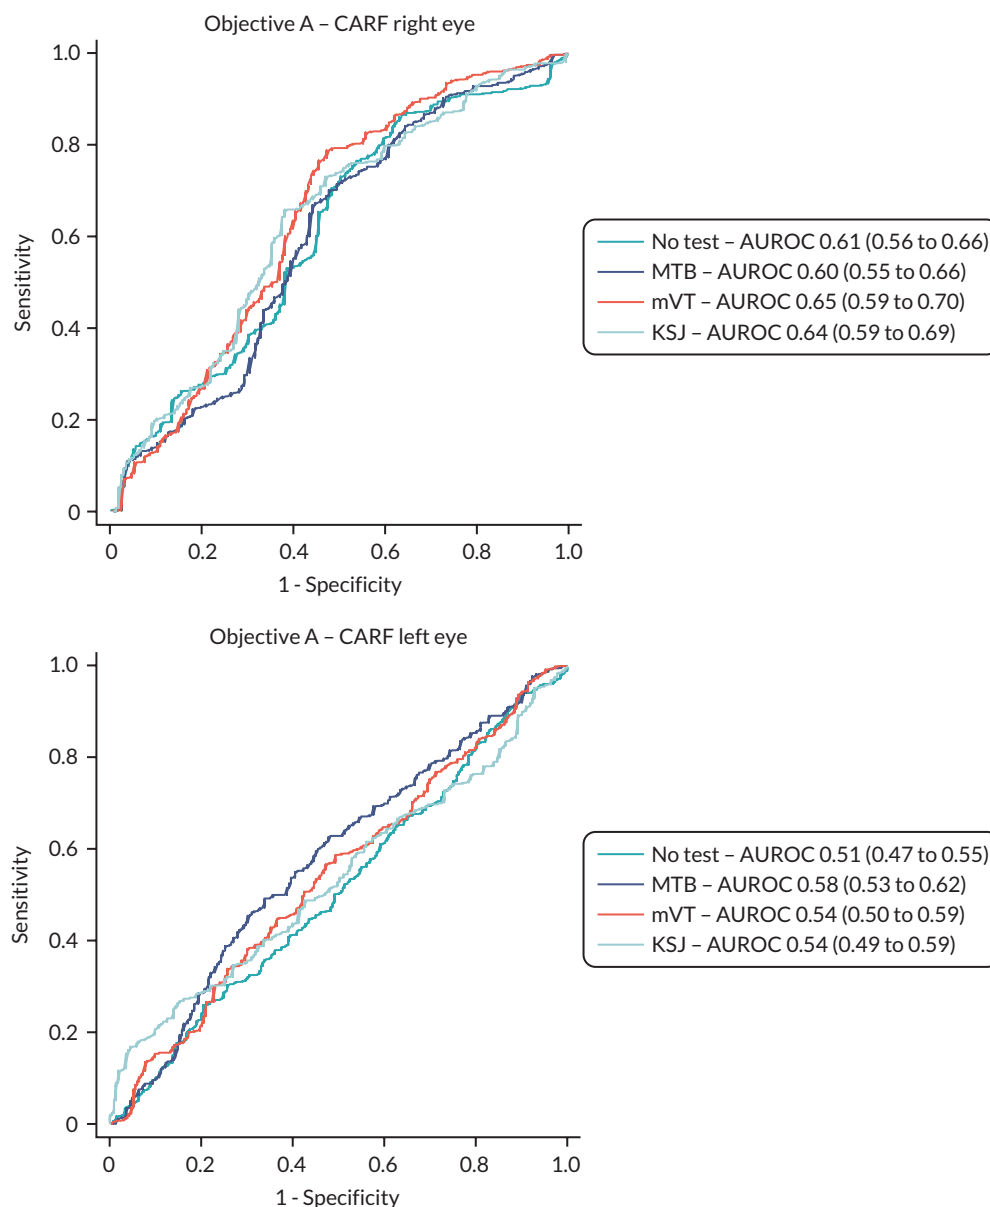 Objective A – CARF right eye
1.0
0.8
0.6
0.4
0.2
0
Sensitivity
0
0.2
0.4
0.6
0.8
1.0
1 - Specificity
No test – AUROC 0.61 (0.56 to 0.66)
MTB – AUROC 0.60 (0.55 to 0.66)
mVT – AUROC 0.65 (0.59 to 0.70)
KSJ – AUROC 0.64 (0.59 to 0.69)
Objective A – CARF left eye
1.0
0.8
0.6
0.4
0.2
0
Sensitivity
0
0.2
0.4
0.6
0.8
1.0
1 - Specificity
No test – AUROC 0.51 (0.47 to 0.55)
MTB – AUROC 0.58 (0.53 to 0.62)
mVT – AUROC 0.54 (0.50 to 0.59)
KSJ – AUROC 0.54 (0.49 to 0.59)